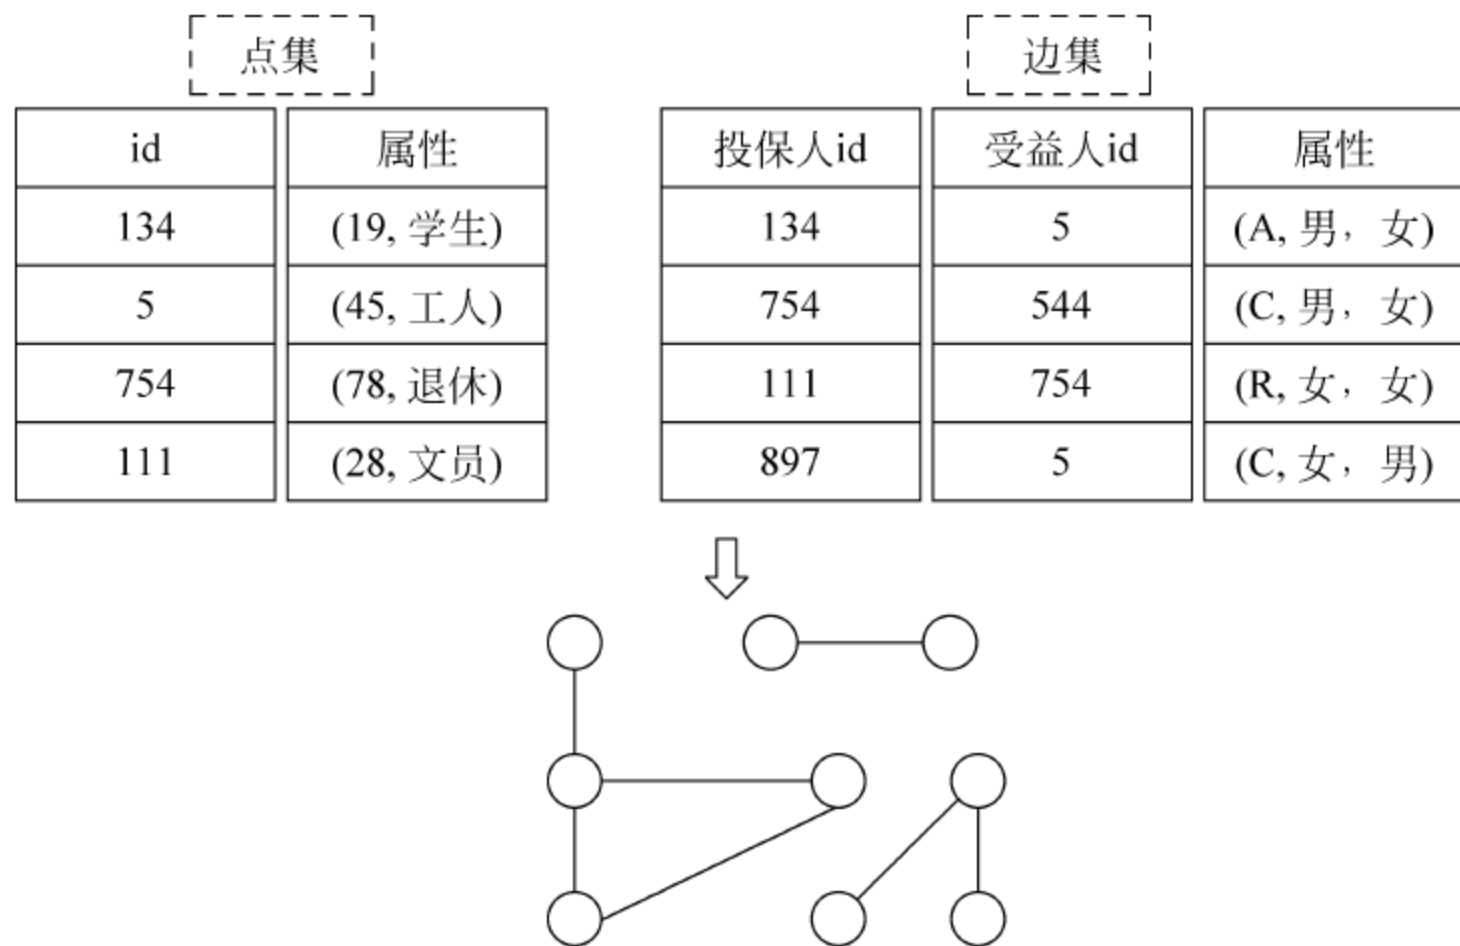 点集 边集
id 属性 投保人id 受益人id 属性
134 (19, 学生) 134 5 (A, 男，女)
5 (45, 工人) 754 544 (C, 男，女)
754 (78, 退休) 111 754 (R, 女，女)
111 (28, 文员) 897 5 (C, 女，男)